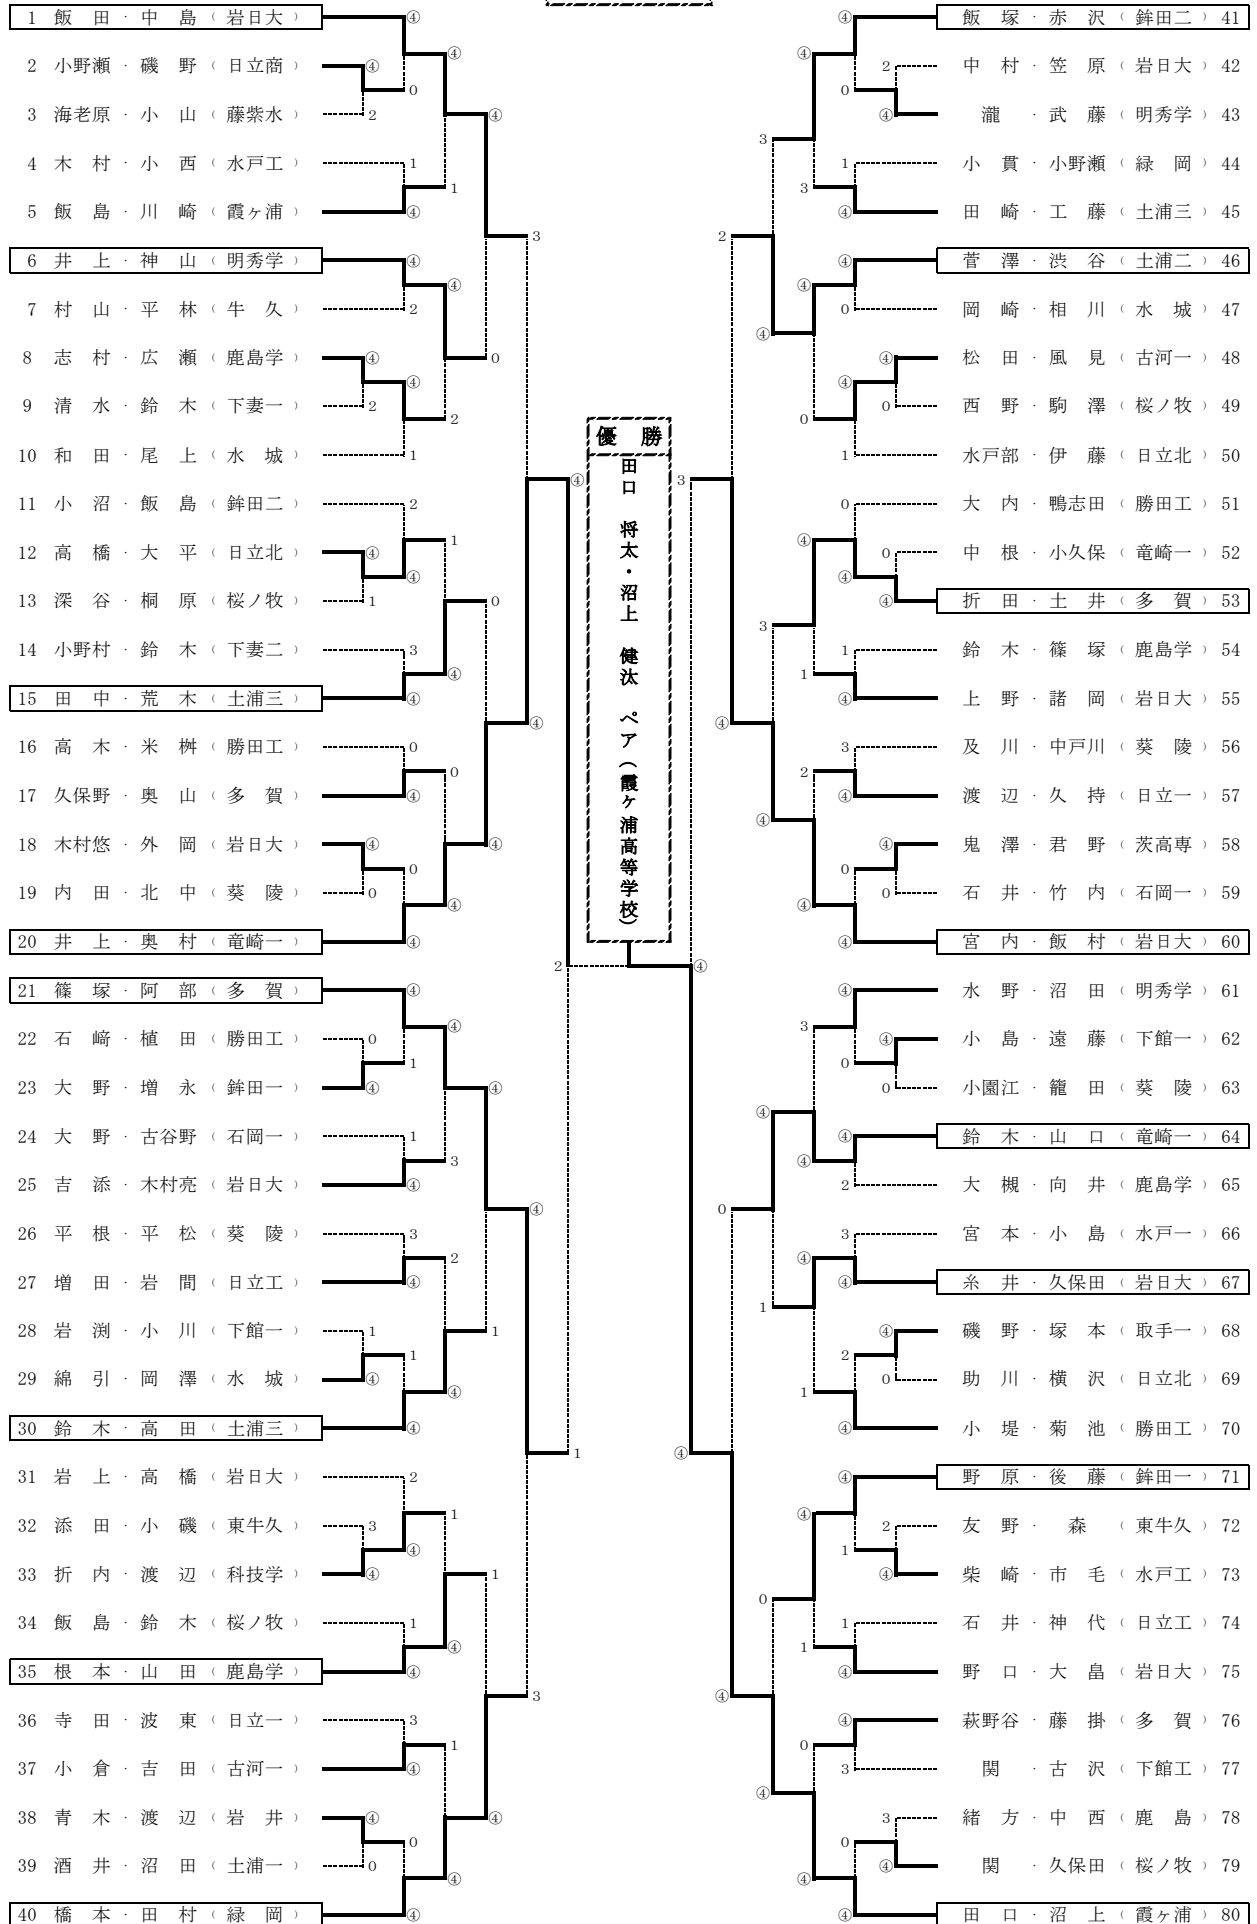 1 飯田・中島（岩日大）
2 小野瀬・磯野（日立商）
3 海老原・小山（藤紫水）
4 木村・小西（水戸工）
5 飯島・川崎（霞ヶ浦）
6 井上・神山（明秀学）
7 村山・平林（牛久）
8 志村・広瀬（鹿島学）
9 清水・鈴木（下妻一）
10 和田・尾上（水城）
11 小沼・飯島（鉾田二）
12 高橋・大平（日立北）
13 深谷・桐原（桜ノ牧）
14 小野村・鈴木（下妻二）
15 田中・荒木（土浦三）
16 高木・米桝（勝田工）
17 久保野・奥山（多賀）
18 木村悠・外岡（岩日大）
19 内田・北中（葵陵）
20 井上・奥村（竜崎一）
21 篠塚・阿部（多賀）
22 石﨑・植田（勝田工）
23 大野・増永（鉾田一）
24 大野・古谷野（石岡一）
25 吉添・木村亮（岩日大）
26 平根・平松（葵陵）
27 増田・岩間（日立工）
28 岩渕・小川（下館一）
29 綿引・岡澤（水城）
30 鈴木・高田（土浦三）
31 岩上・高橋（岩日大）
32 添田・小磯（東牛久）
33 折内・渡辺（科技学）
34 飯島・鈴木（桜ノ牧）
35 根本・山田（鹿島学）
36 寺田・波東（日立一）
37 小倉・吉田（古河一）
38 青木・渡辺（岩井）
39 酒井・沼田（土浦一）
40 橋本・田村（緑岡）
優勝
田口 将太・沼上 健汰 ペア（霞ケ浦高等学校）
飯塚・赤沢（鉾田二）41
中村・笠原（岩日大）42
瀧・武藤（明秀学）43
小貫・小野瀬（緑岡）44
田崎・工藤（土浦三）45
菅澤・渋谷（土浦二）46
岡崎・相川（水城）47
松田・風見（古河一）48
西野・駒澤（桜ノ牧）49
水戸部・伊藤（日立北）50
大内・鴨志田（勝田工）51
中根・小久保（竜崎一）52
折田・土井（多賀）53
鈴木・篠塚（鹿島学）54
上野・諸岡（岩日大）55
及川・中戸川（葵陵）56
渡辺・久持（日立一）57
鬼澤・君野（茨高専）58
石井・竹内（石岡一）59
宮内・飯村（岩日大）60
水野・沼田（明秀学）61
小島・遠藤（下館一）62
小園江・籠田（葵陵）63
鈴木・山口（竜崎一）64
大槻・向井（鹿島学）65
宮本・小島（水戸一）66
糸井・久保田（岩日大）67
磯野・塚本（取手一）68
助川・横沢（日立北）69
小堤・菊池（勝田工）70
野原・後藤（鉾田一）71
友野・森（東牛久）72
柴崎・市毛（水戸工）73
石井・神代（日立工）74
野口・大畠（岩日大）75
萩野谷・藤掛（多賀）76
関・古沢（下館工）77
緒方・中西（鹿島）78
関・久保田（桜ノ牧）79
田口・沼上（霞ヶ浦）80